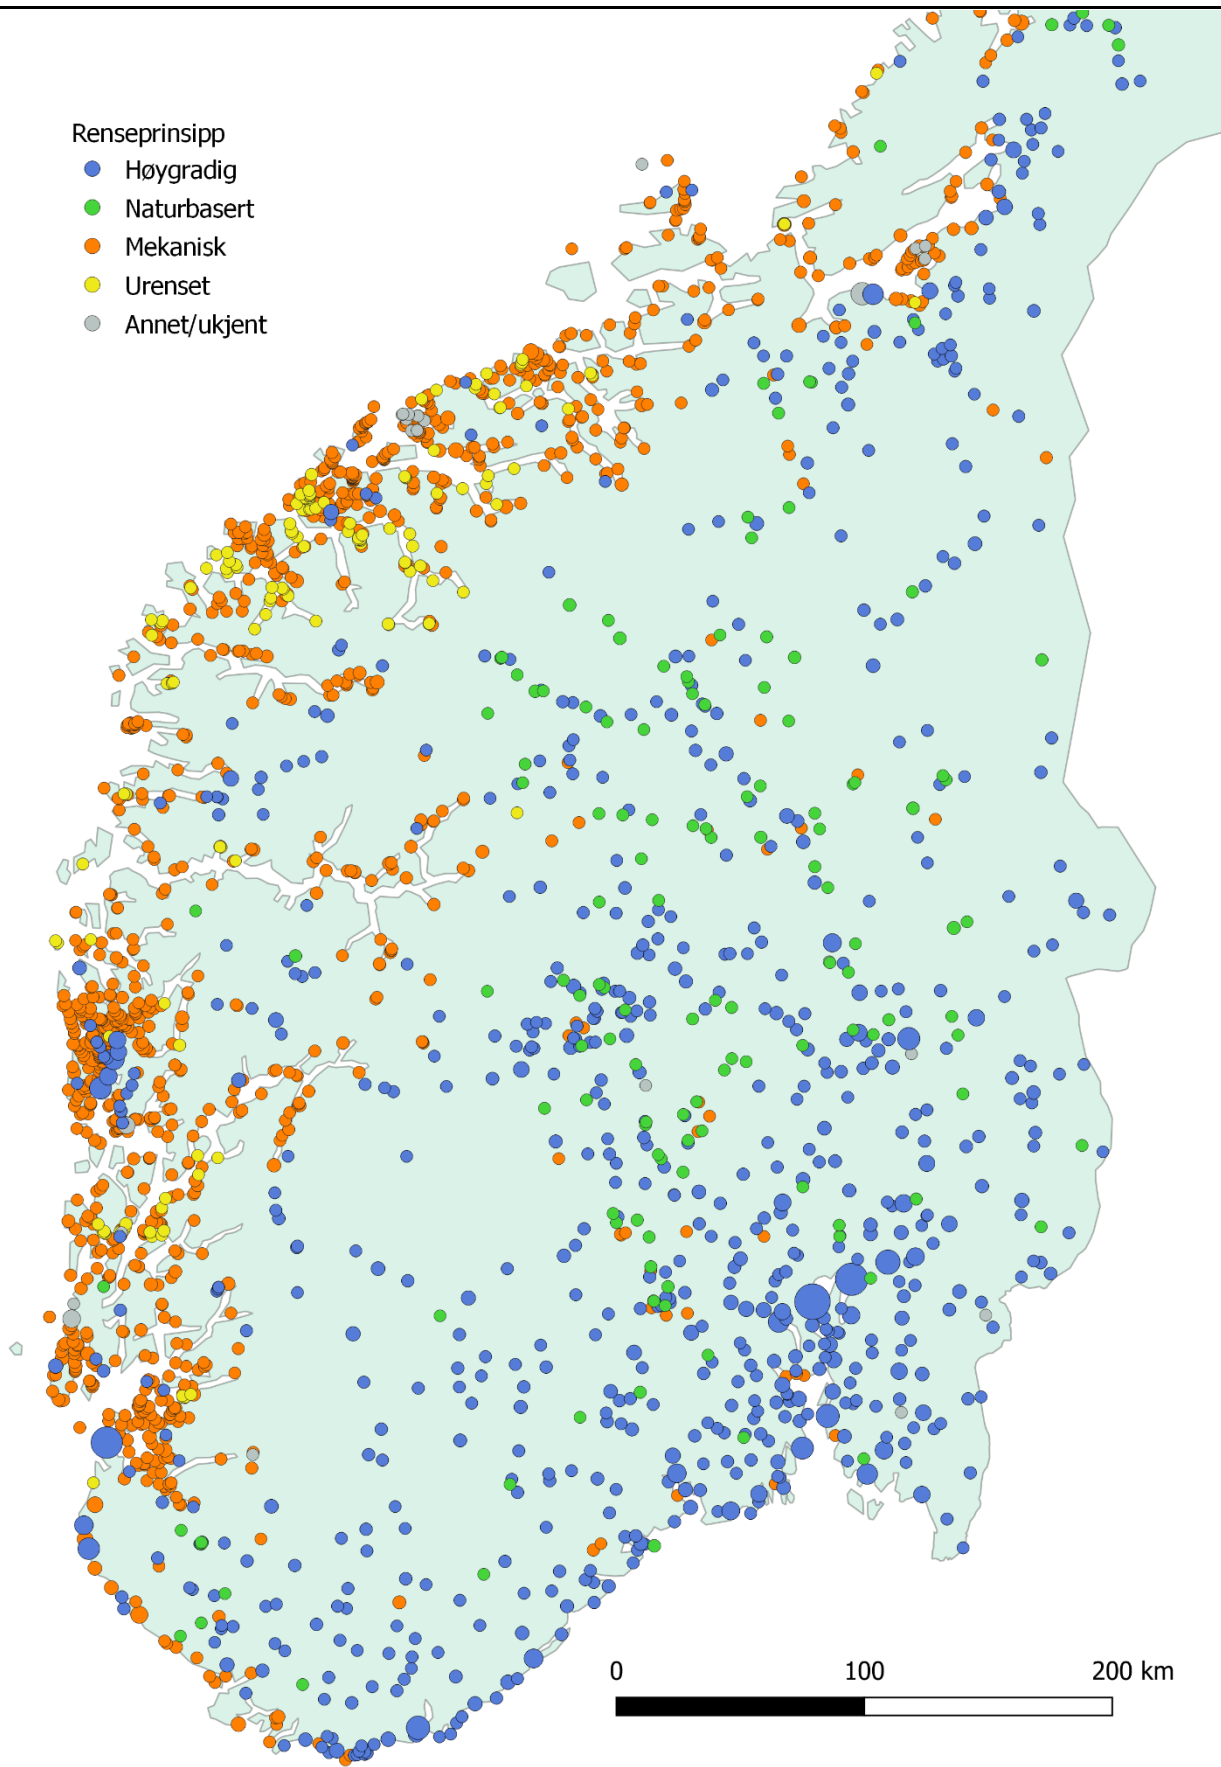 Renseprinsipp
Høygradig
Naturbasert
Mekanisk
Urenset
Annet/ukjent
0 100 200 km